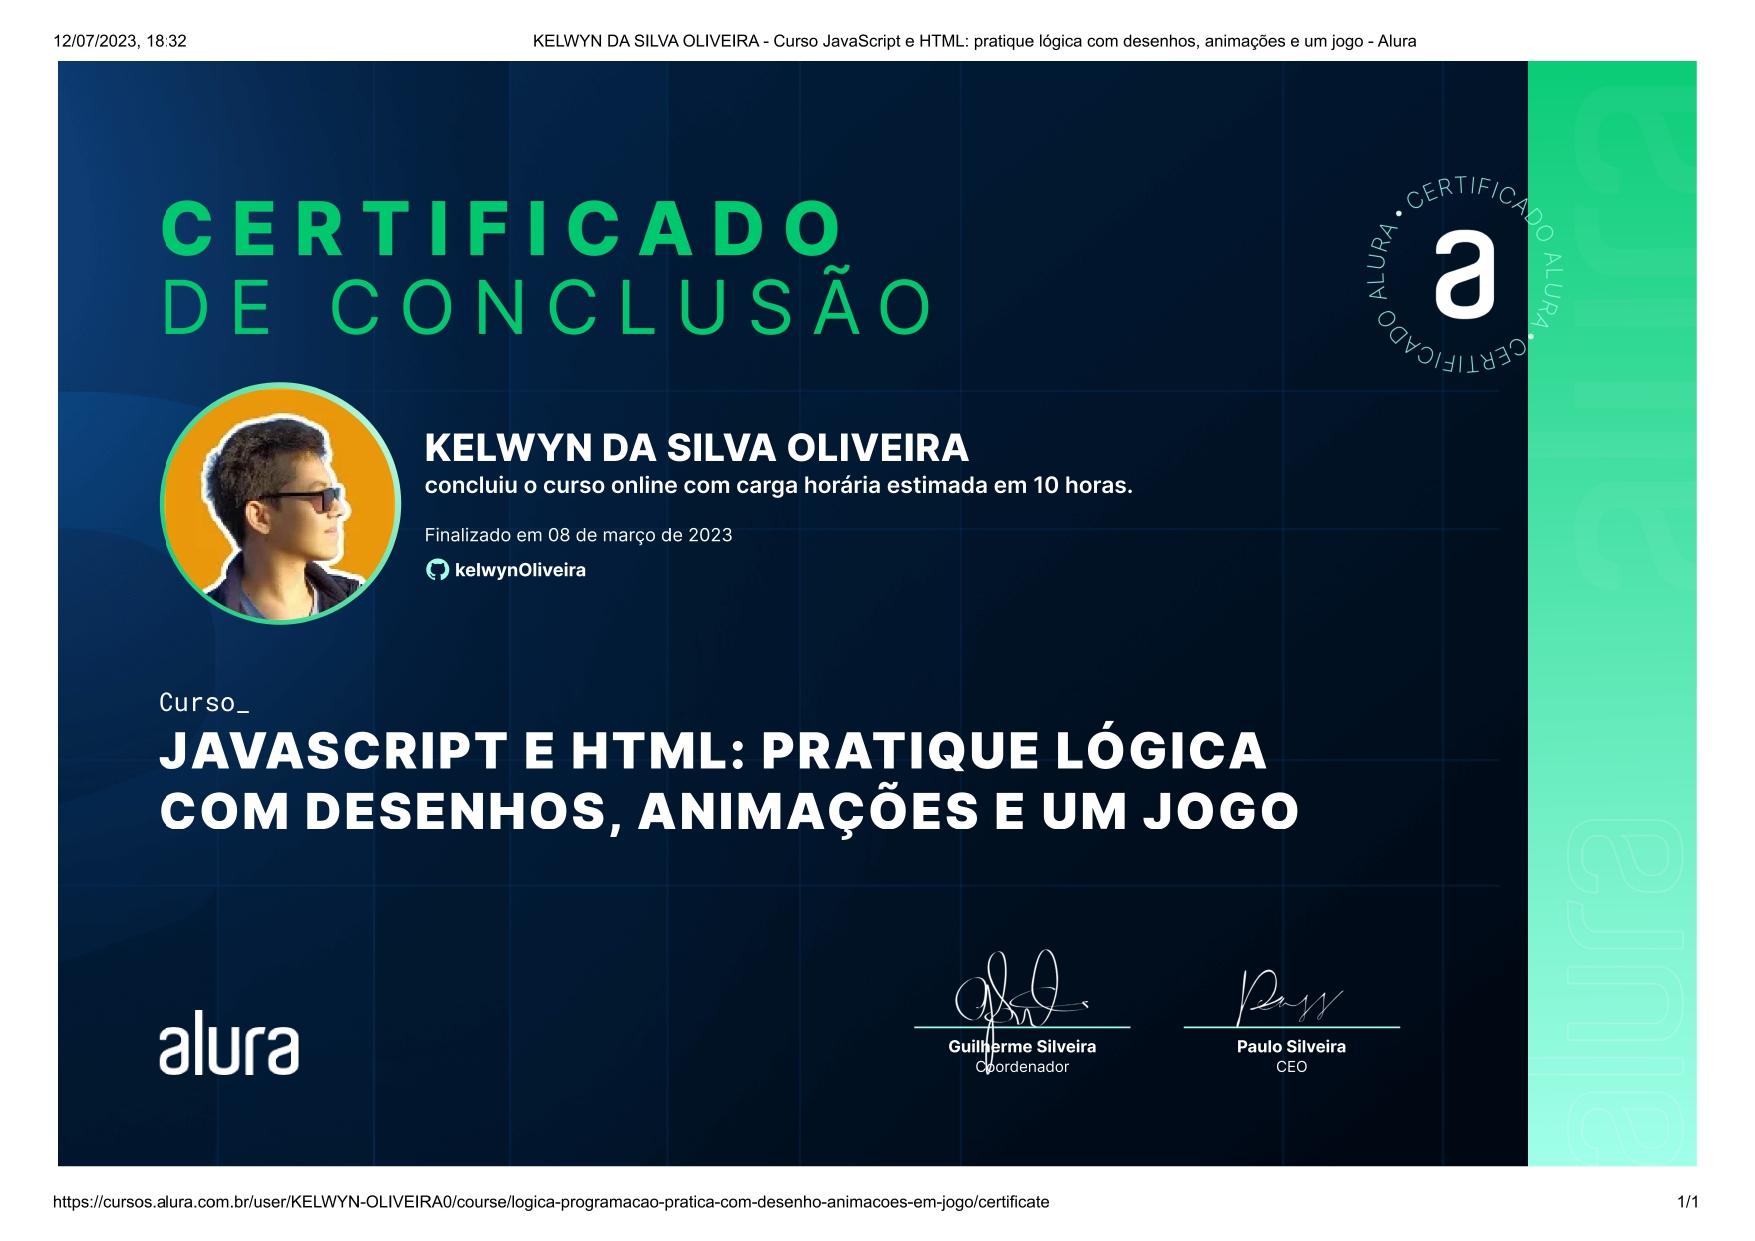 12/07/2023, 18:32
KELWYN DA SILVA OLIVEIRA - Curso JavaScript e HTML: pratique lógica com desenhos, animações e um jogo - Alura
CERTIFICADO
DE CONCLUSÃO
CERTIFICADO ALURA • CERTIFICADO ALURA •
a
KELWYN DA SILVA OLIVEIRA
concluiu o curso online com carga horária estimada em 10 horas.
Finalizado em 08 de março de 2023
kelwynOliveira
Curso_
JAVASCRIPT E HTML: PRATIQUE LÓGICA
COM DESENHOS, ANIMAÇÕES E UM JOGO
alura
Guilherme Silveira
Coordenador
Paulo Silveira
CEO
alura
https://cursos.alura.com.br/user/KELWYN-OLIVEIRA0/course/logica-programacao-pratica-com-desenho-animacoes-em-jogo/certificate
1/1